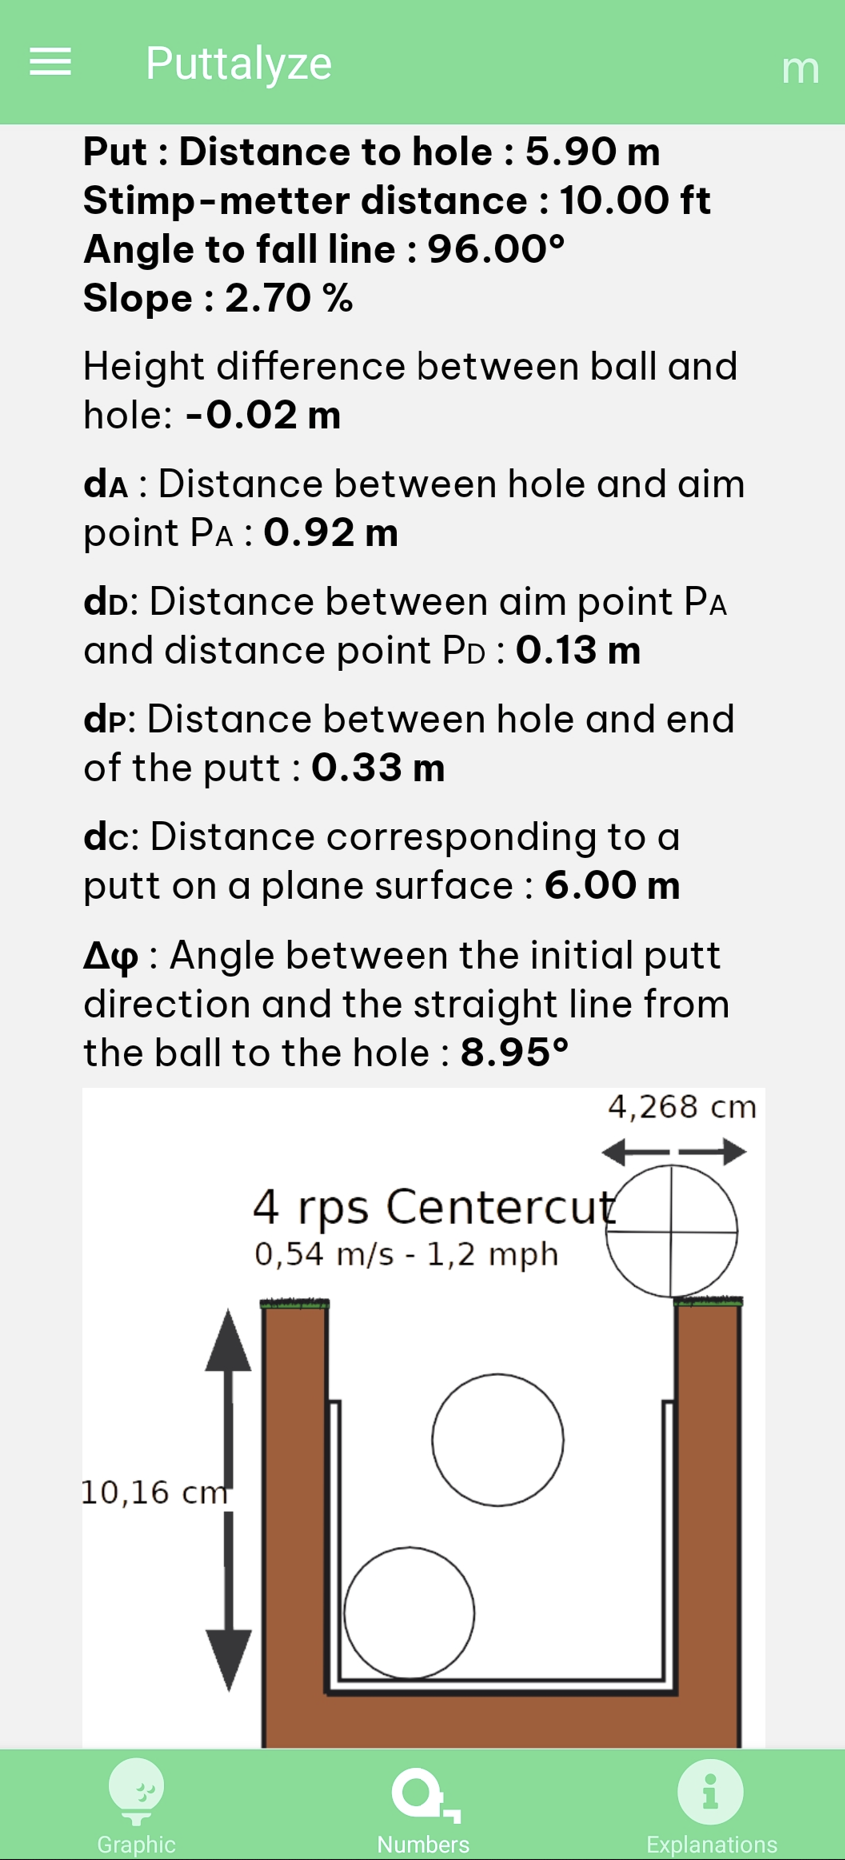 Puttalyze
m
Put : Distance to hole : 5.90 m
Stimp-metter distance : 10.00 ft
Angle to fall line : 96.00°
Slope : 2.70 %
Height difference between ball and
hole: -0.02 m
dA : Distance between hole and aim
point PA : 0.92 m
dD: Distance between aim point PA
and distance point PD : 0.13 m
dP: Distance between hole and end
of the putt : 0.33 m
dc: Distance corresponding to a
putt on a plane surface : 6.00 m
Δφ : Angle between the initial putt
direction and the straight line from
the ball to the hole : 8.95°
4,268 cm
4 rps Centercut
0,54 m/s - 1,2 mph
10,16 cm
Graphic
Numbers
Explanations